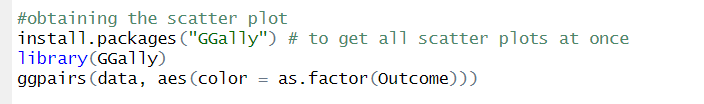 #obtaining the scatter plot
install.packages("GGally") # to get all scatter plots at once
library(GGally)
ggpairs(data, aes(color = as.factor(Outcome)))